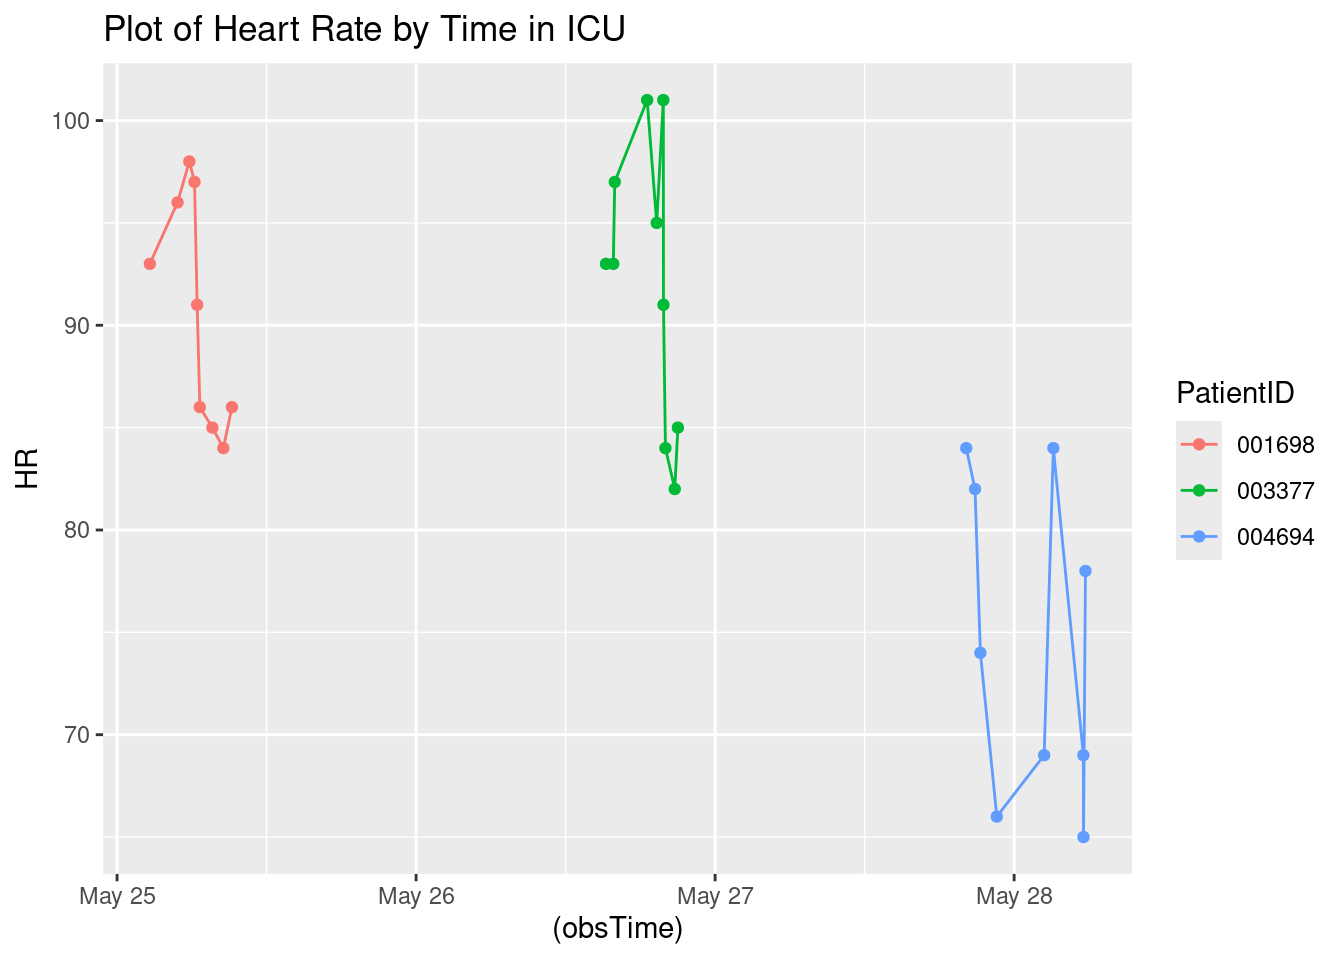 Plot of Heart Rate by Time in ICU
HR
100
90
80
70
May 25 May 26 May 27 May 28
(obsTime)
PatientID
001698
003377
004694